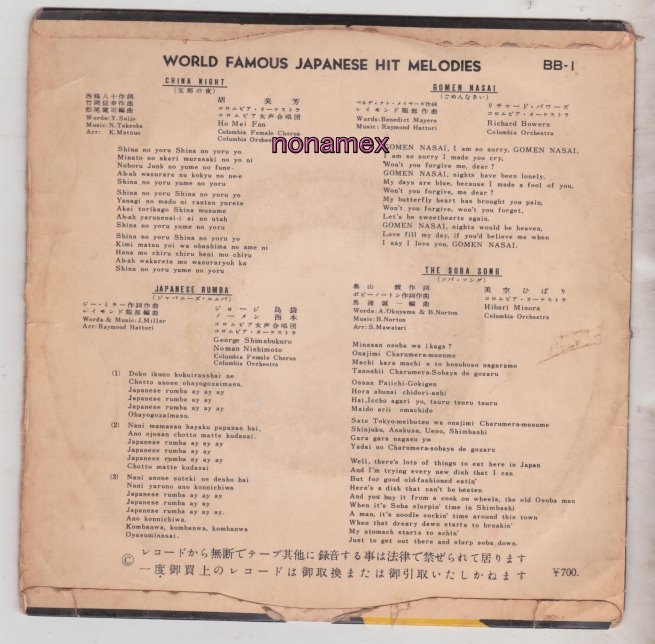 WORLD FAMOUS JAPANESE HIT MELODIES
BB-1
CHINA NIGHT
(支那の夜)
西條八十作詞
竹岡信幸作曲
松尾健司編曲
Words: Y. Saijo
Music: N. Takeoka
Arr: K. Matsuo
胡美芳
コロムビア・オーケストラ
コロムビア女声合唱団
Ho Mei Fan
Columbia Female Chorus
Columbia Orchestra
nonamex
Shina no yoru Shina no yoru yo
Minato no akari murasaki no yo ni
Noboru Junk no yume no fune-
Ab-ah wasurare nu kokyo no ne-e
Shina no yoru yume no yoru
Shina no yoru Shina no yoru yo
Yanagi no mado ni rantan yurete
Akai torikago Shina musume
Ab-ah yarusenai-i ai no utah
Shina no yoru yume no yoru
Shina no yoru Shina no yoru yo
Kimi matsu yoi wa obashima no ame ni
Hana mo chiru chiru beni mo chiru
Ah-ah wakarete mo wasuraryoh ka
Shina no yoru yume no yoru
JAPANESE RUMBA
(ジャパニーズ・ルムバ)
ジー・ミラー作詞作曲
レイモンド服部編曲
Words & Music: J. Millar
Arr: Raymond Hattori
ジョージ島袋
ノーメン西本
コロムビア女声合唱団
コロムビア・オーケストラ
George Shimabukuro
Noman Nishimoto
Columbia Female Chorus
Columbia Orchestra
(1) Doko ikuno kokoirasshai ne
Chotto anone ohayogozaimasu.
Japanese rumba ay ay ay
Japanese rumba ay ay ay
Japanese rumba ay ay ay
Ohayogozaimasu.
(2) Nani mamasan hayaku papasan hai,
Ano ojosan chotto matte kudasai.
Japanese rumba ay ay ay
Japanese rumba ay ay ay
Japanese rumba ay ay ay
Chotto matte kudasai
(3) Nani anone suteki ne desho hai
Nani yaruno ano konnichiwa
Japanese rumba ay ay ay
Japanese rumba ay ay ay
Japanese rumba ay ay ay.
Ano konnichiwa.
Kombanwa, kombanwa, kombanwa
Oyasuminasai.
GOMEN NASAI
(ごめんなさい)
ベネディクト・メイヤーズ作詞
レイモンド服部作曲
Words: Benedict Mayers
Music: Raymond Hattori
リチャード・バワーズ
コロムビア・オーケストラ
Richard Bowers
Columbia Orchestra
GOMEN NASAI, I am so sorry, GOMEN NASAI,
I am so sorry I made you cry,
Won't you forgive me, dear ?
GOMEN NASAI, nights have been lonely,
My days are blue, because I made a fool of you,
Won't you forgive me, dear ?
My butterfly heart has brought you pain,
Won't you forgive, won't you forget,
Let's be sweethearts again.
GOMEN NASAI, nights would be heaven,
Love fill my day, if you'd believe me when
I say I love you, GOMEN NASAI.
THE SOBA SONG
(ソバ・ソング)
奥山靉作詞
ボビーノートン作詞作曲
馬渡誠一編曲
Words: A. Okuyama & B. Nortos
Music: B. Norton
Arr: S. Mawatari
美空ひばり
コロムビア・オーケストラ
Hibari Misora
Columbia Orchestra
Minasan osoba wa ikaga ?
Onajimi Charumera-musume
Machi kara machi e to hosoboso nagaramo
Tanoshii Charumera-Sobaya de gozaru
Ossan Paiichi-Gokigen
Hora abunai chidori-ashi
Hai, Iccho agari yo, tsuru tsuru tsuru
Maido arii omachido
Sate Tokyo-meibutsu wa onajimi Charumera-musume
Shinjuku, Asakusa, Ueno, Shimbashi
Gara gara nagasu yo
Yadai no Charumera-sobaya de gozaru
Well, there's lots of things to eat here in Japan
And I'm trying every new dish that I can
But for good old-fashioned eatin'
Here's a dish that can't be beaten
And you buy it from a cook on wheels, the old Osoba man
When it's Soba slurpin' time in Shimbashi
A man, it's noodle suckin' time around this town
When that dreary dawn starts to breakin'
My stomach starts to achin'
Just to get out there and slurp soba down.
Ⓒ レコードから無断でテープ其他に録音する事は法律で禁ぜられて居ります
一度御買上のレコードは御取換または御引取いたしかねます
¥700.